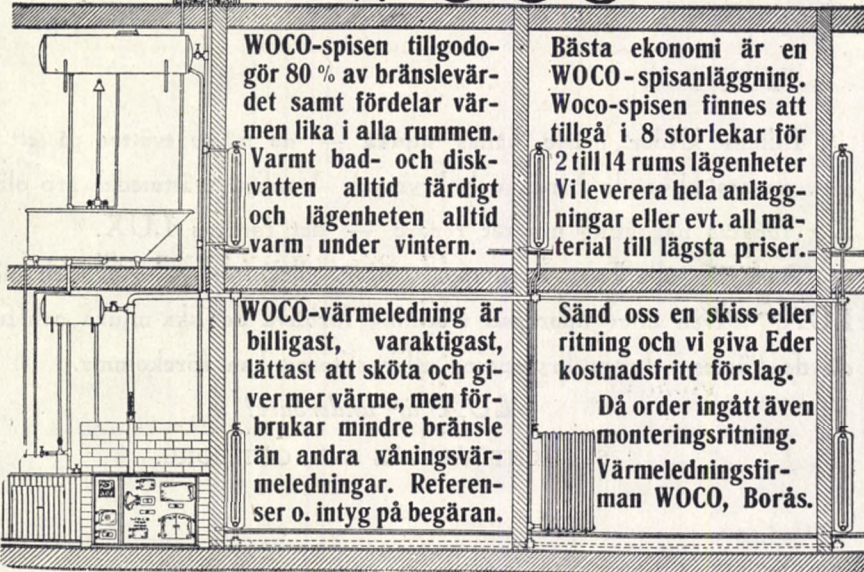 WOCO-spisen tillgodo-
gör 80 % av bränslevär-
det samt fördelar vär-
men lika i alla rummen.
Varmt bad- och disk-
vatten alltid färdigt
och lägenheten alltid
varm under vintern.
Bästa ekonomi är en
WOCO-spisanläggning.
Woco-spisen finnes att
tillgå i 8 storlekar för
2 till 14 rums lägenheter
Vi leverera hela anlägg-
ningar eller evt. all ma-
terial till lägsta priser.
WOCO-värmeledning är
billigast, varaktigast,
lättast att sköta och gi-
ver mer värme, men för-
brukar mindre bränsle
än andra våningsvär-
meledningar. Referen-
ser o. intyg på begäran.
Sänd oss en skiss eller
ritning och vi giva Eder
kostnadsfritt förslag.
Då order ingått även
monteringsritning.
Värmeledningsfir-
man WOCO, Borås.